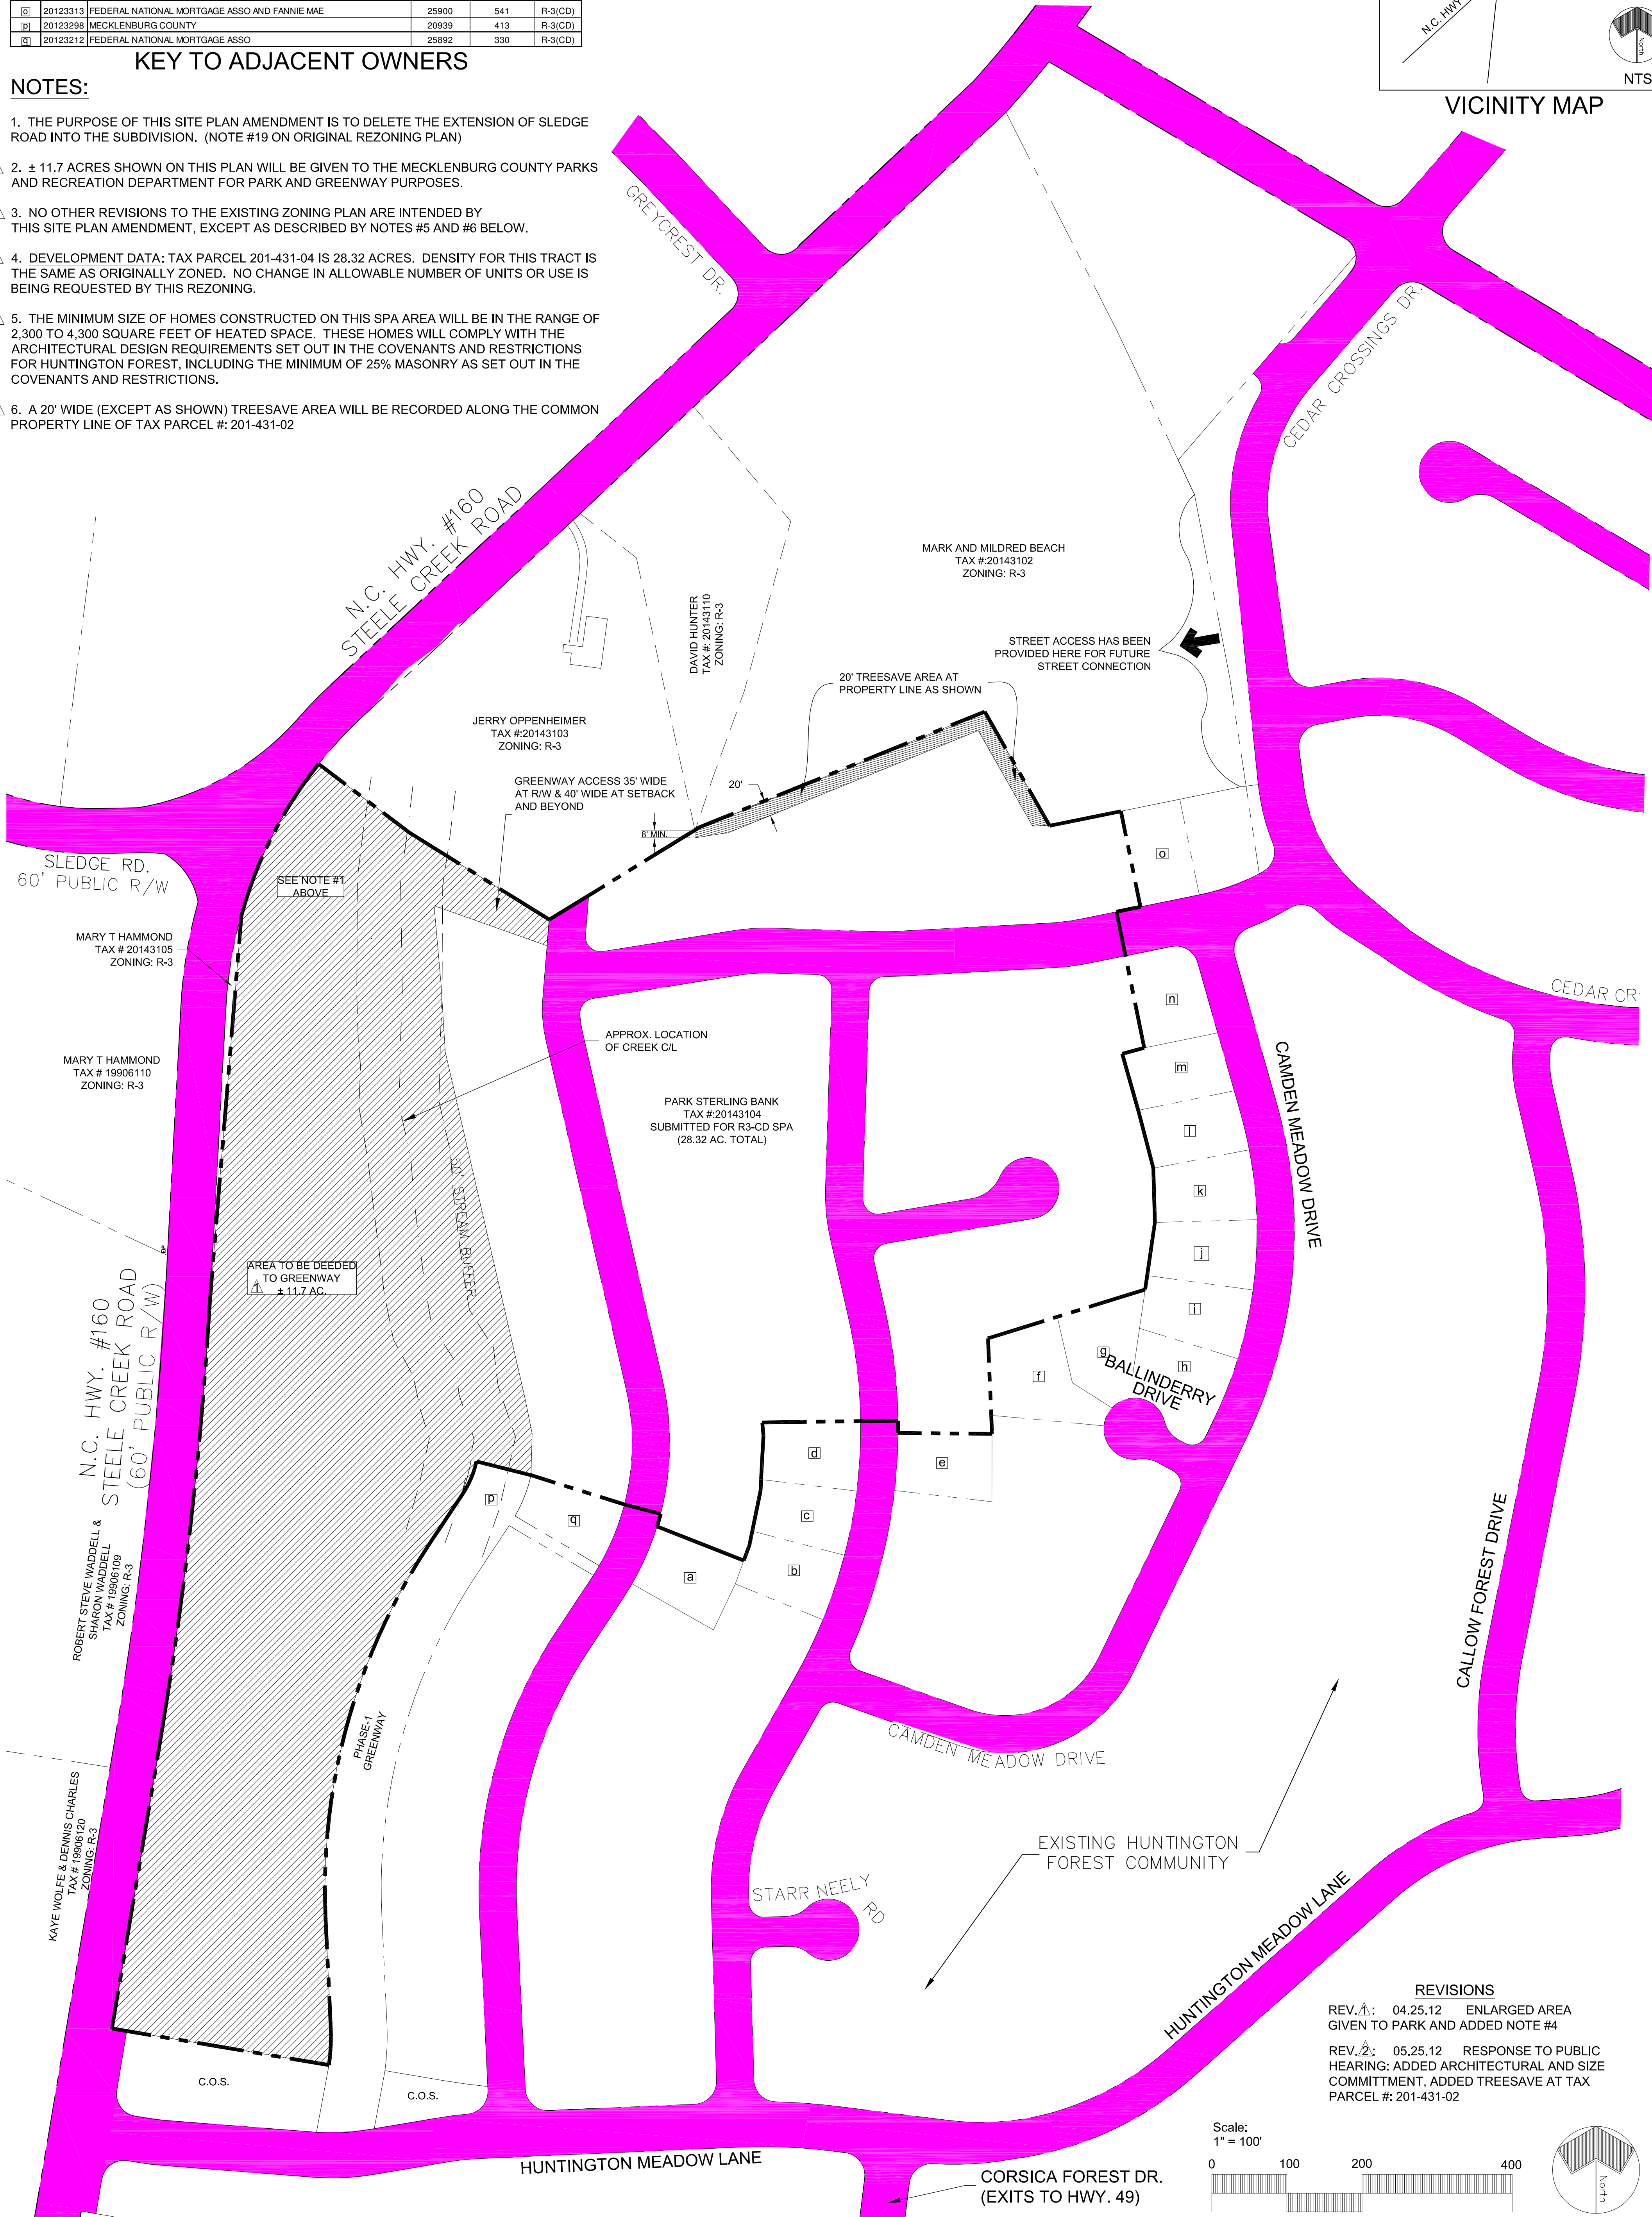 o 20123313 FEDERAL NATIONAL MORTGAGE ASSO AND FANNIE MAE 25900 541 R-3(CD)
p 20123298 MECKLENBURG COUNTY 20939 413 R-3(CD)
q 20123212 FEDERAL NATIONAL MORTGAGE ASSO 25892 330 R-3(CD)
KEY TO ADJACENT OWNERS
N.C. HWY
North
NTS
VICINITY MAP
NOTES:
1. THE PURPOSE OF THIS SITE PLAN AMENDMENT IS TO DELETE THE EXTENSION OF SLEDGE
ROAD INTO THE SUBDIVISION. (NOTE #19 ON ORIGINAL REZONING PLAN)
2. ± 11.7 ACRES SHOWN ON THIS PLAN WILL BE GIVEN TO THE MECKLENBURG COUNTY PARKS
AND RECREATION DEPARTMENT FOR PARK AND GREENWAY PURPOSES.
3. NO OTHER REVISIONS TO THE EXISTING ZONING PLAN ARE INTENDED BY
THIS SITE PLAN AMENDMENT, EXCEPT AS DESCRIBED BY NOTES #5 AND #6 BELOW.
4. DEVELOPMENT DATA: TAX PARCEL 201-431-04 IS 28.32 ACRES. DENSITY FOR THIS TRACT IS
THE SAME AS ORIGINALLY ZONED. NO CHANGE IN ALLOWABLE NUMBER OF UNITS OR USE IS
BEING REQUESTED BY THIS REZONING.
5. THE MINIMUM SIZE OF HOMES CONSTRUCTED ON THIS SPA AREA WILL BE IN THE RANGE OF
2,300 TO 4,300 SQUARE FEET OF HEATED SPACE. THESE HOMES WILL COMPLY WITH THE
ARCHITECTURAL DESIGN REQUIREMENTS SET OUT IN THE COVENANTS AND RESTRICTIONS
FOR HUNTINGTON FOREST, INCLUDING THE MINIMUM OF 25% MASONRY AS SET OUT IN THE
COVENANTS AND RESTRICTIONS.
6. A 20' WIDE (EXCEPT AS SHOWN) TREESAVE AREA WILL BE RECORDED ALONG THE COMMON
PROPERTY LINE OF TAX PARCEL #: 201-431-02
GREYCREST DR.
CEDAR CROSSINGS DR.
N.C. HWY. #160
STEELE CREEK ROAD
MARK AND MILDRED BEACH
TAX #:20143102
ZONING: R-3
DAVID HUNTER
TAX #: 20143110
ZONING: R-3
STREET ACCESS HAS BEEN
PROVIDED HERE FOR FUTURE
STREET CONNECTION
20' TREESAVE AREA AT
PROPERTY LINE AS SHOWN
JERRY OPPENHEIMER
TAX #:20143103
ZONING: R-3
GREENWAY ACCESS 35' WIDE
AT R/W & 40' WIDE AT SETBACK
AND BEYOND
20'
8' MIN.
SLEDGE RD.
60' PUBLIC R/W
SEE NOTE #1
ABOVE
o
MARY T HAMMOND
TAX # 20143105
ZONING: R-3
CEDAR CR
n
APPROX. LOCATION
OF CREEK C/L
MARY T HAMMOND
TAX # 19906110
ZONING: R-3
m
PARK STERLING BANK
TAX #:20143104
SUBMITTED FOR R3-CD SPA
(28.32 AC. TOTAL)
CAMDEN MEADOW DRIVE
l
k
50' STREAM BUFFER
j
AREA TO BE DEEDED
TO GREENWAY
1 ± 11.7 AC.
i
N.C. HWY. #160
STEELE CREEK ROAD
(60' PUBLIC R/W)
g
h
f
BALLINDERRY
DRIVE
d
e
p
q
c
b
a
ROBERT STEVE WADDELL &
SHARON WADDELL
TAX # 19906109
ZONING: R-3
CALLOW FOREST DRIVE
PHASE-1
GREENWAY
CAMDEN MEADOW DRIVE
KAYE WOLFE & DENNIS CHARLES
TAX # 19906120
ZONING: R-3
EXISTING HUNTINGTON
FOREST COMMUNITY
STARR NEELY
RD
HUNTINGTON MEADOW LANE
REVISIONS
REV. 1: 04.25.12 ENLARGED AREA
GIVEN TO PARK AND ADDED NOTE #4
REV. 2: 05.25.12 RESPONSE TO PUBLIC
HEARING: ADDED ARCHITECTURAL AND SIZE
COMMITTMENT, ADDED TREESAVE AT TAX
PARCEL #: 201-431-02
C.O.S.
C.O.S.
Scale:
1" = 100'
0 100 200 400
North
HUNTINGTON MEADOW LANE
CORSICA FOREST DR.
(EXITS TO HWY. 49)